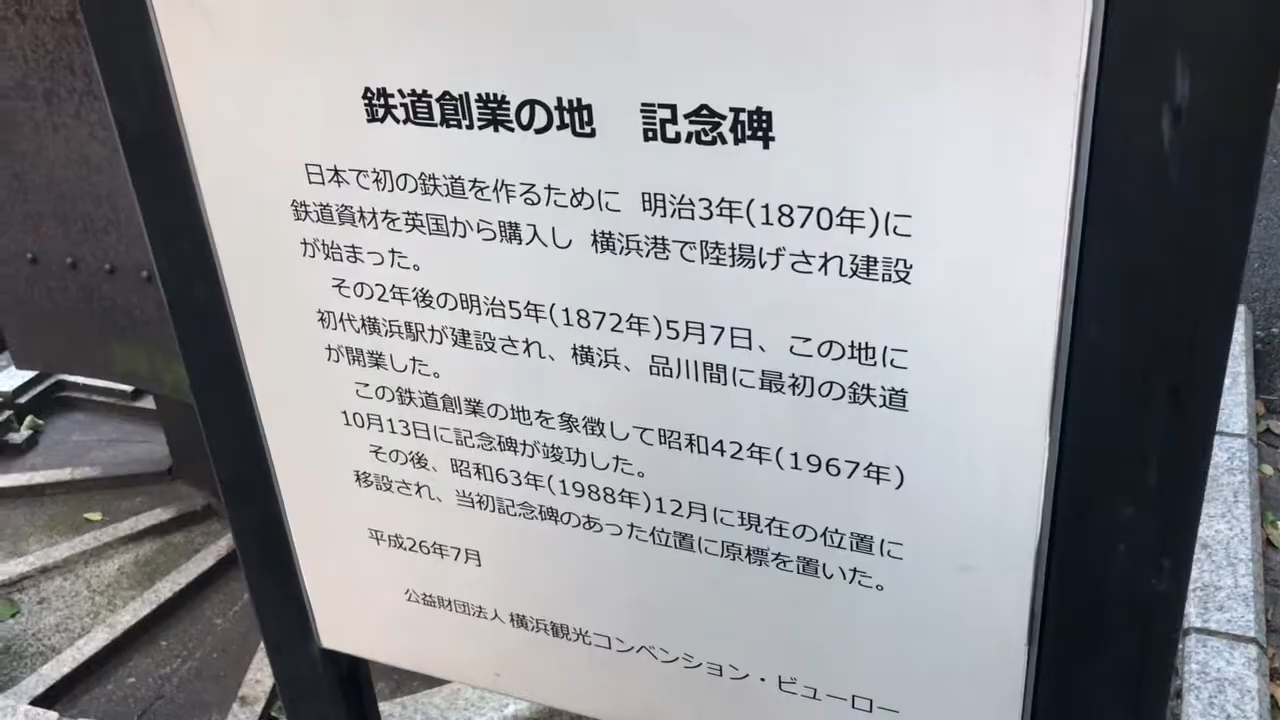 鉄道創業の地　記念碑
日本で初の鉄道を作るために　明治3年(1870年)に
鉄道資材を英国から購入し　横浜港で陸揚げされ建設
が始まった。
その2年後の明治5年(1872年)5月7日、この地に
初代横浜駅が建設され、横浜、品川間に最初の鉄道
が開業した。
この鉄道創業の地を象徴して昭和42年(1967年)
10月13日に記念碑が竣功した。
その後、昭和63年(1988年)12月に現在の位置に
移設され、当初記念碑のあった位置に原標を置いた。
平成26年7月
公益財団法人 横浜観光コンベンション・ビューロー